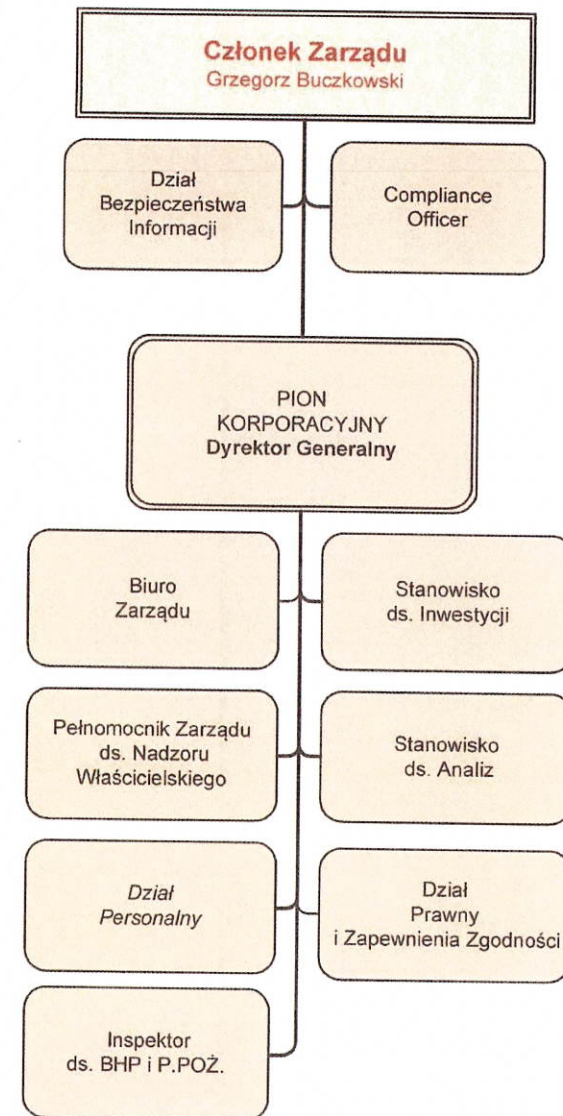 Członek Zarządu
Grzegorz Buczkowski
Dział
Bezpieczeństwa
Informacji
Compliance
Officer
PION
KORPORACYJNY
Dyrektor Generalny
Biuro
Zarządu
Stanowisko
ds. Inwestycji
Pełnomocnik Zarządu
ds. Nadzoru
Właścicielskiego
Stanowisko
ds. Analiz
Dział
Personalny
Dział
Prawny
i Zapewnienia Zgodności
Inspektor
ds. BHP i P.POŻ.